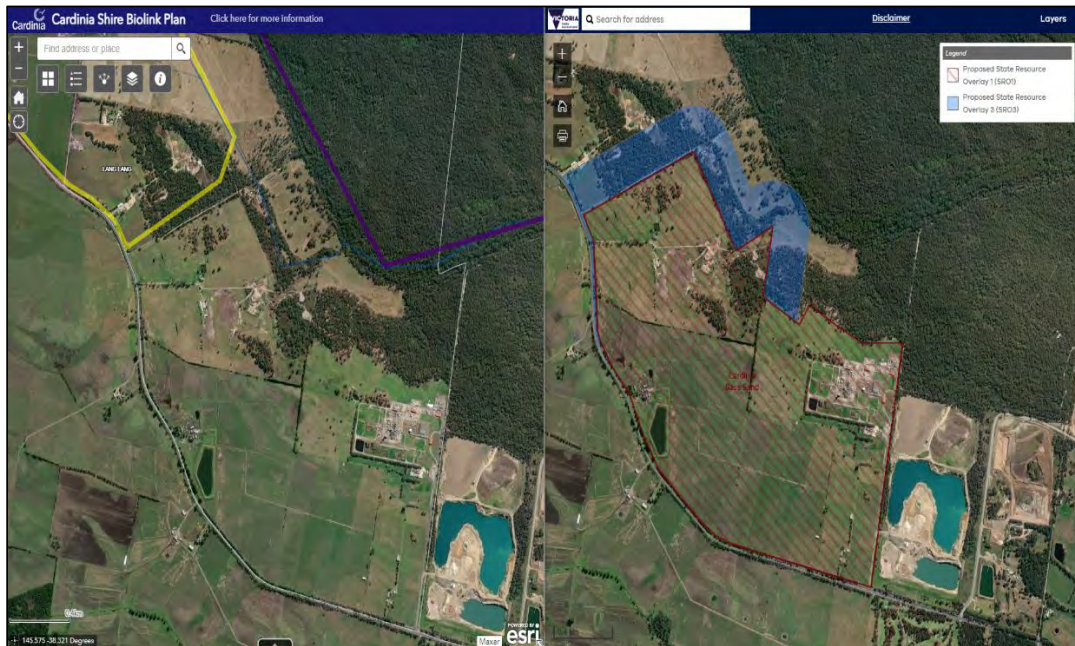 Cardinia
Cardinia Shire Biolink Plan
Click here for more information
Find address or place
LANG LANG
0.4km
145.575 -38.321 Degrees
Maxar
POWERED BY
esri
VICTORIA
Search for address
Disclaimer
Layers
Legend
Proposed State Resource
Overlay 1 (SRO1)
Proposed State Resource
Overlay 3 (SRO3)
Glass Sand